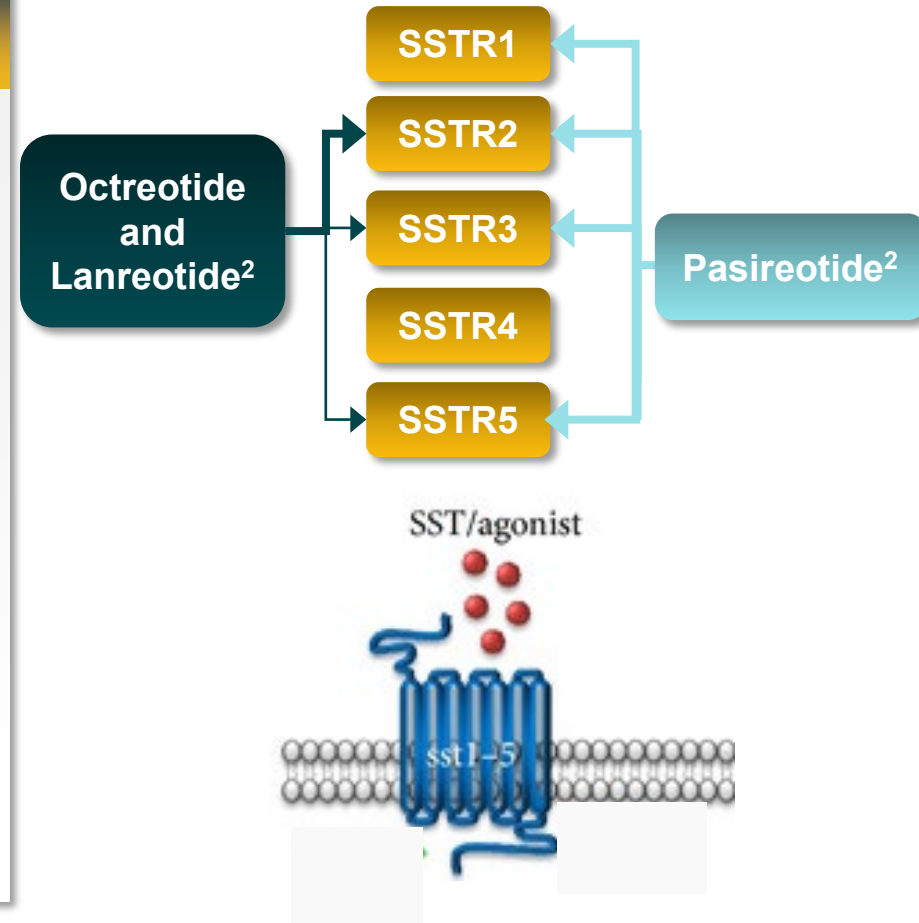 SSTR1
SSTR2
Octreotide
and
Lanreotide²
SSTR3
Pasireotide²
SSTR4
SSTR5
SST/agonist
sst1–5